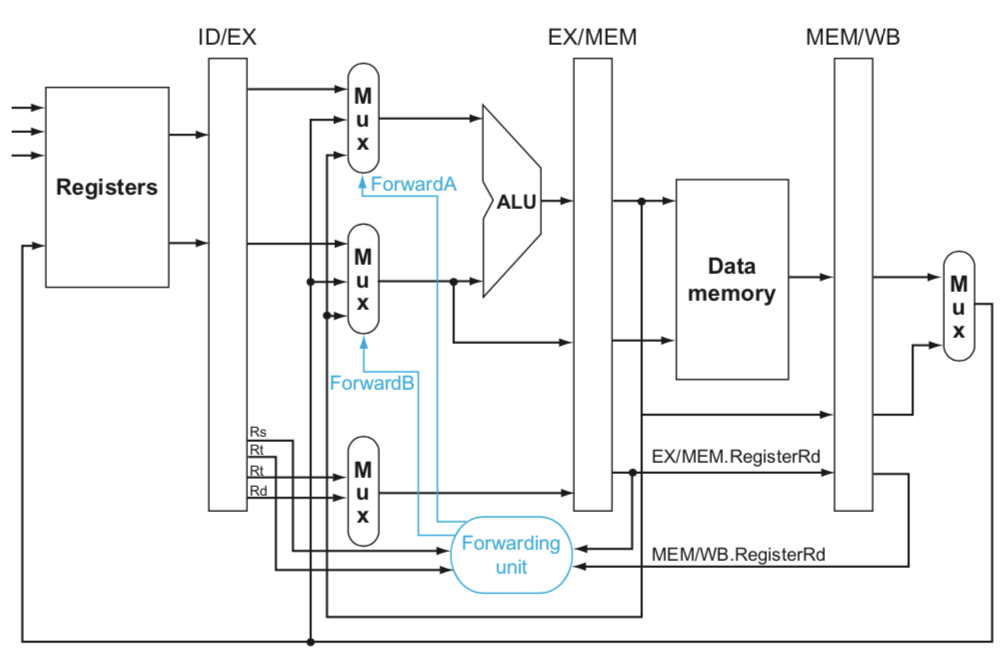 ID/EX
EX/MEM
MEM/WB
M
u
x
Registers
ForwardA
ALU
M
u
x
Data
memory
M
u
x
ForwardB
Rs
Rt
Rt
Rd
M
u
x
EX/MEM.RegisterRd
Forwarding
unit
MEM/WB.RegisterRd